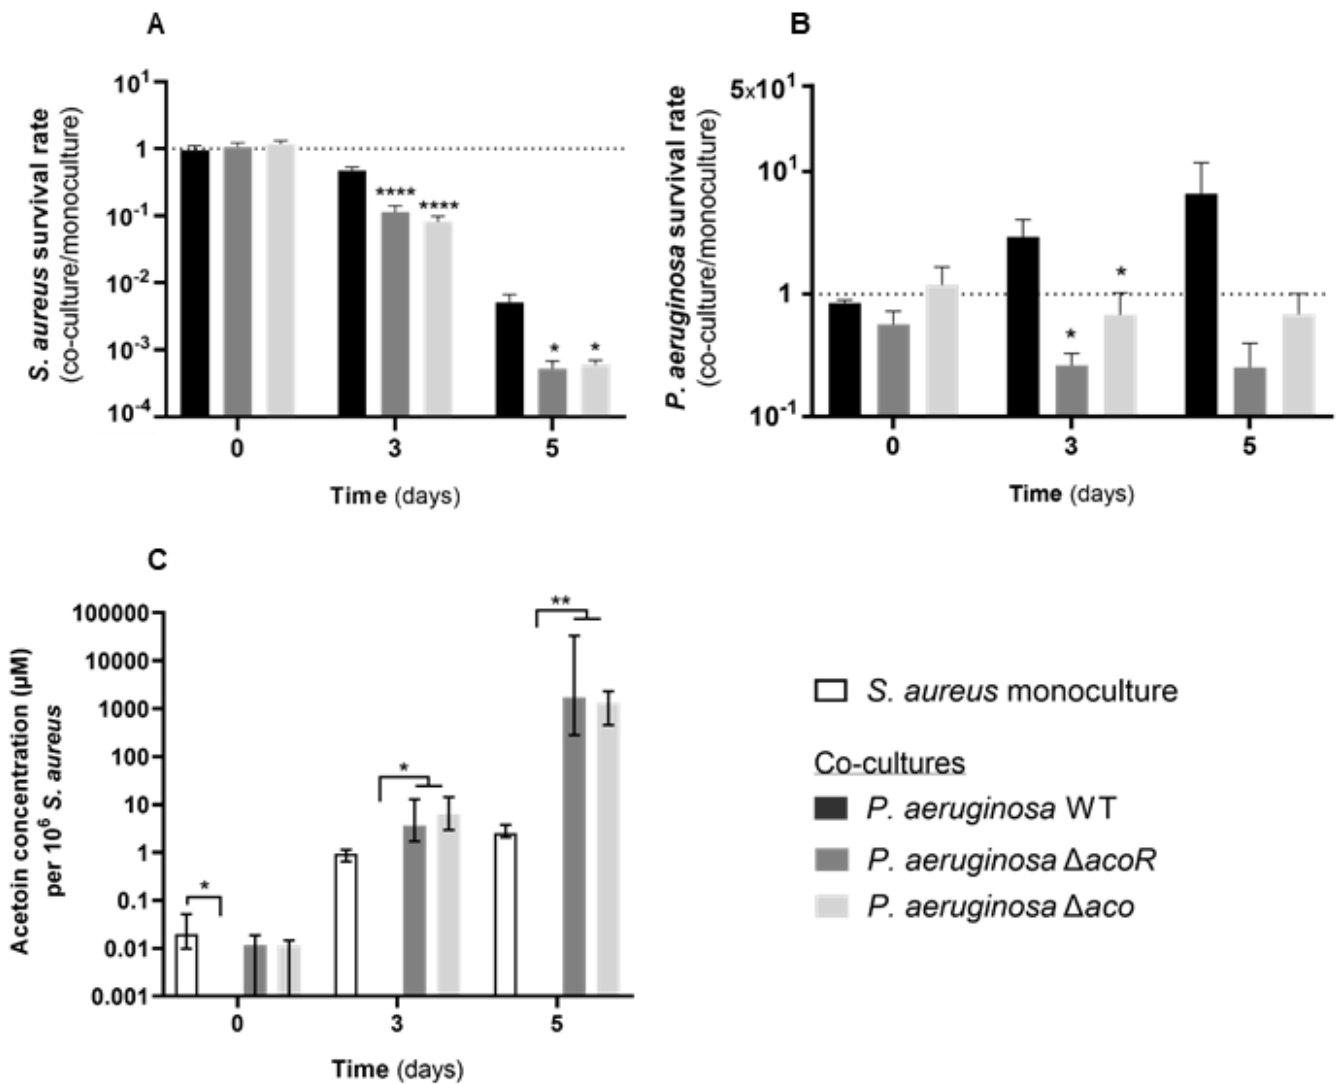 A
S. aureus survival rate
(co-culture/monoculture)
10¹
1
10⁻¹
10⁻²
10⁻³
10⁻⁴
****
****
*
*
0 3 5
Time (days)
B
P. aeruginosa survival rate
(co-culture/monoculture)
5×10¹
10¹
1
10⁻¹
*
*
0 3 5
Time (days)
C
Acetoin concentration (µM)
per 10⁶ S. aureus
100000
10000
1000
100
10
1
0.1
0.01
0.001
*
*
**
0 3 5
Time (days)
S. aureus monoculture
Co-cultures
P. aeruginosa WT
P. aeruginosa ΔacoR
P. aeruginosa Δaco